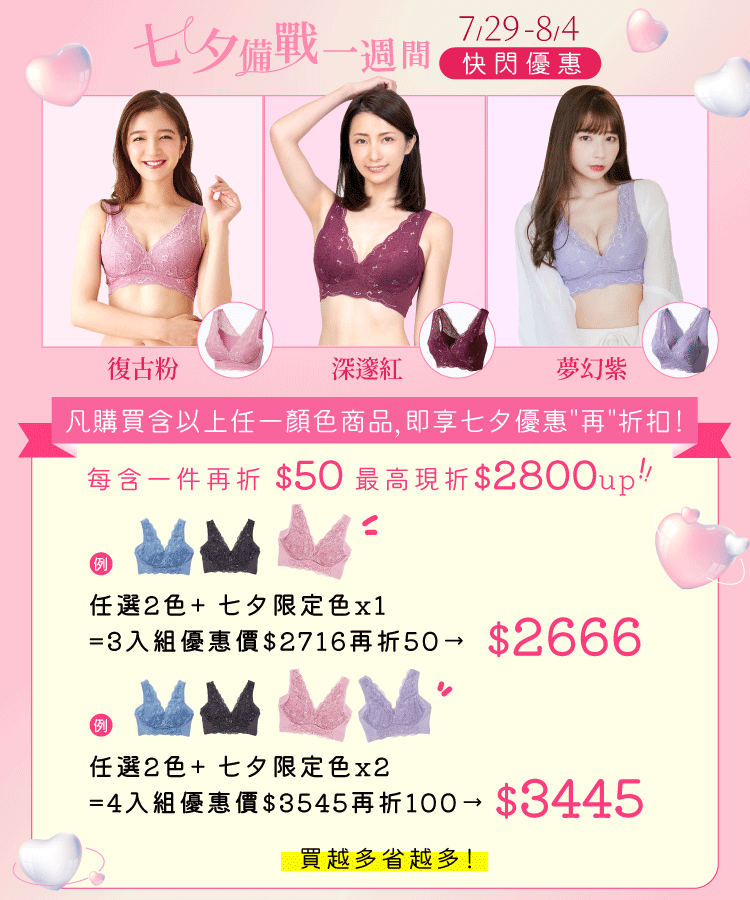 七夕備戰一週間
7/29-8/4
快閃優惠
復古粉
深邃紅
夢幻紫
凡購買含以上任一顏色商品,即享七夕優惠"再"折扣!
每含一件再折 $50 最高現折$2800up!!
例
任選2色+ 七夕限定色x1
=3入組優惠價$2716再折50→ $2666
例
任選2色+ 七夕限定色x2
=4入組優惠價$3545再折100→ $3445
買越多省越多!